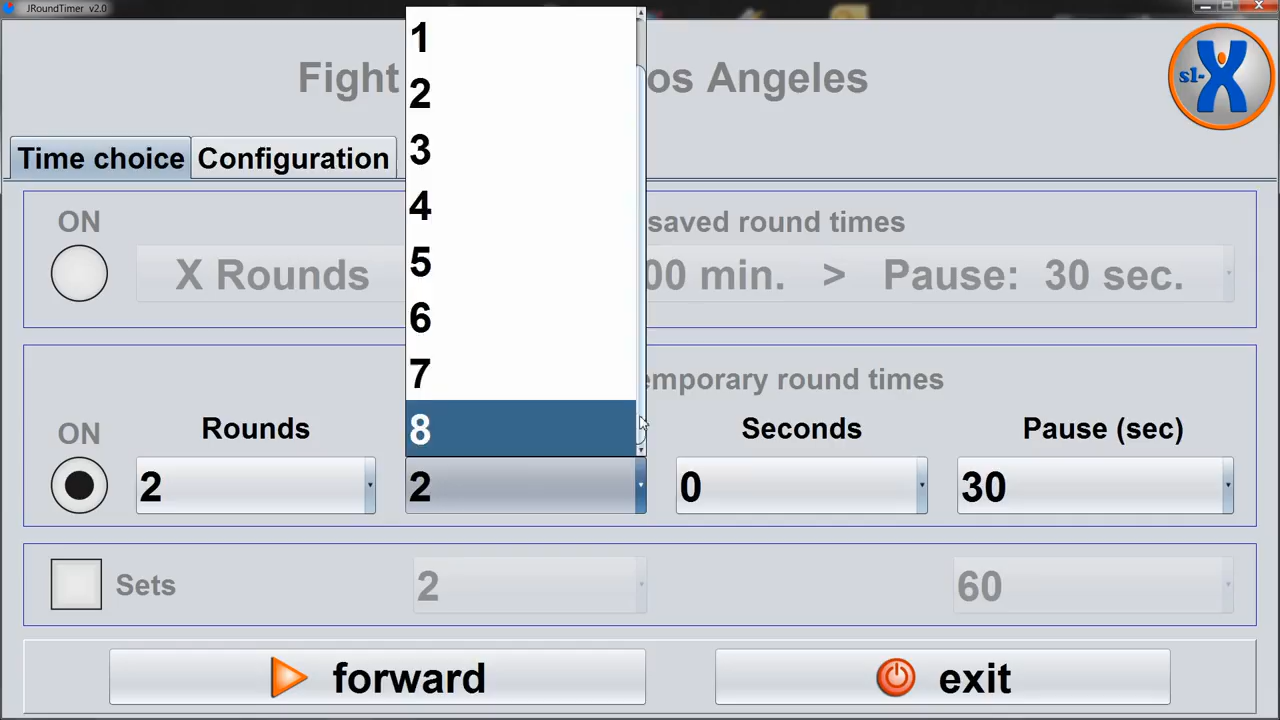 JRoundTimer v2.0
Fight os Angeles
sl-X
Time choice Configuration
ON saved round times
X Rounds 00 min. > Pause: 30 sec.
1
2
3
4
5
6
7
8
emporary round times
ON Rounds Seconds Pause (sec)
2 2 0 30
Sets 2 60
forward exit